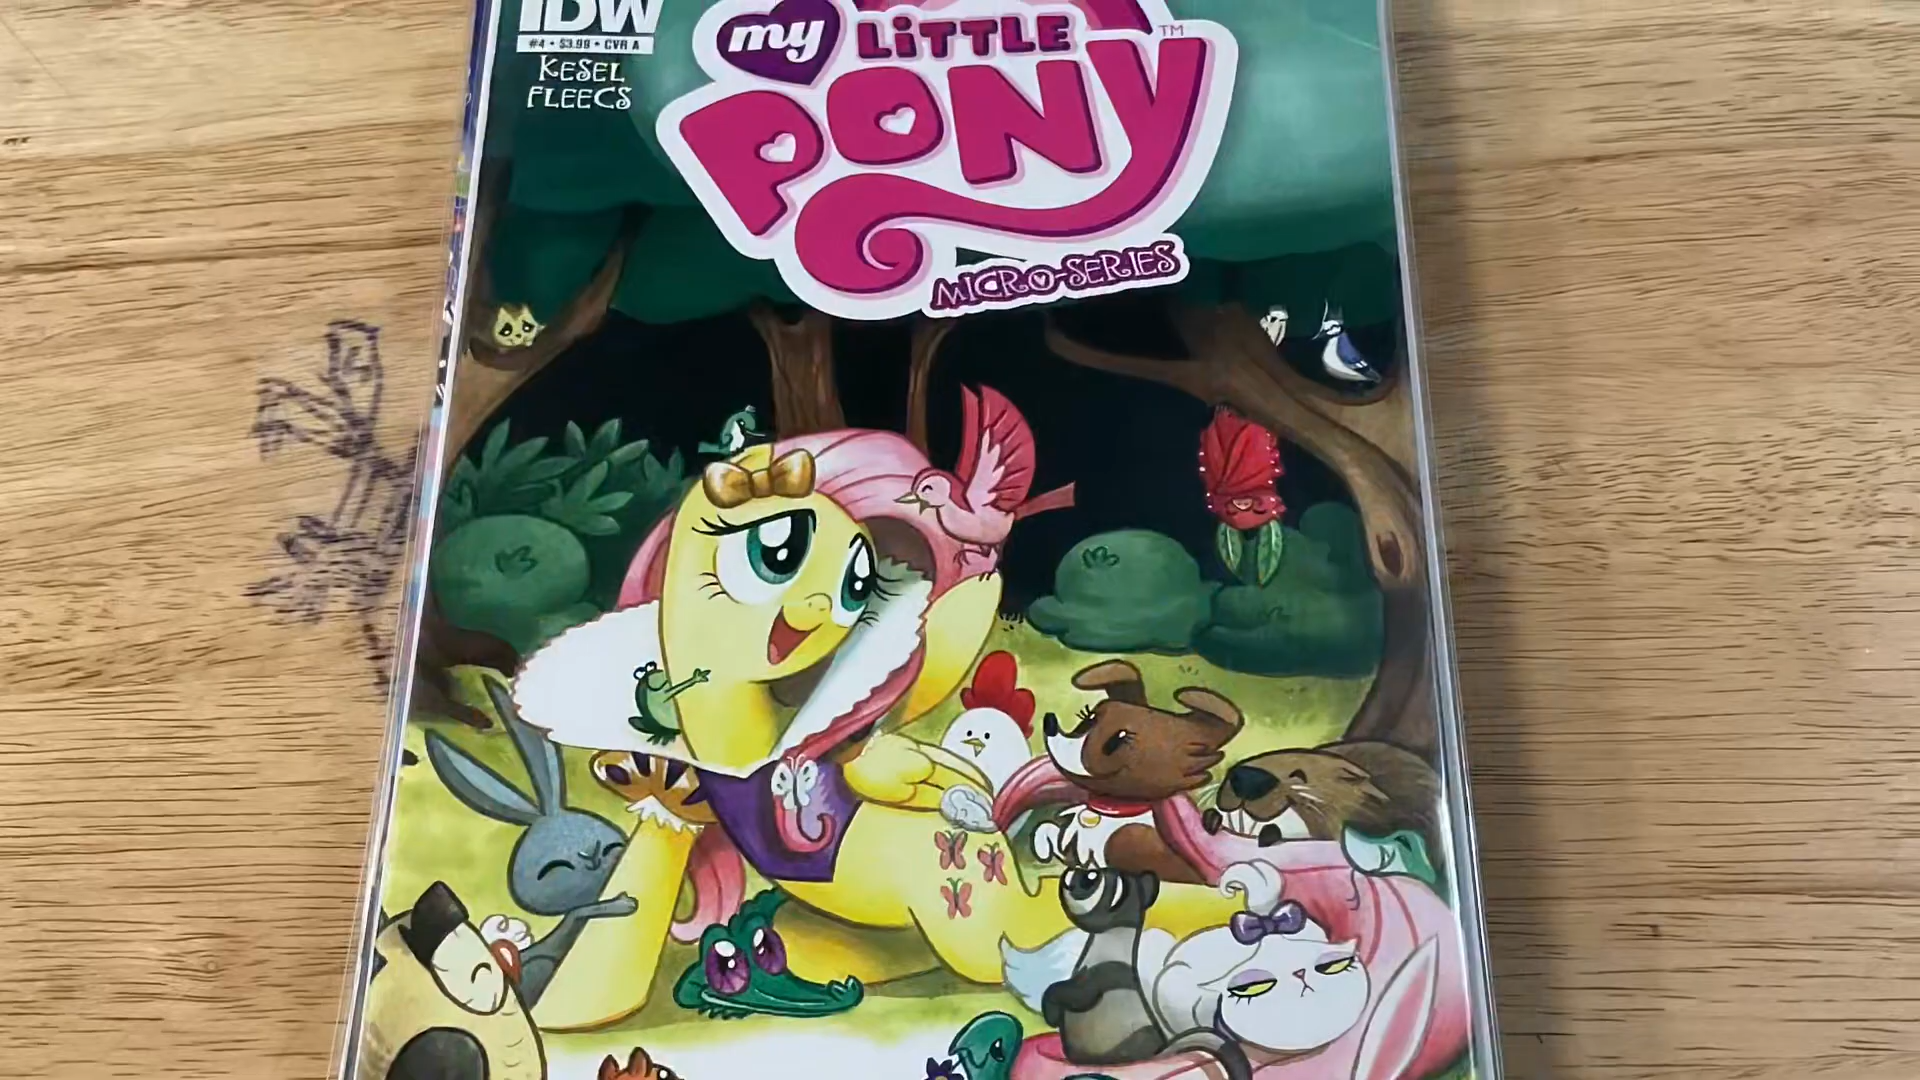 IDW
#4 • $3.99 • CVR A
KESEL
FLEECS
my LiTTLE
PONY
TM
MICRO-SERIES